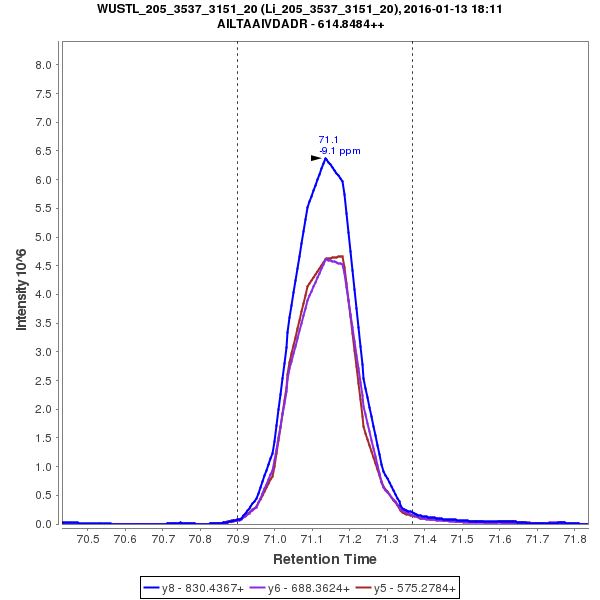 WUSTL_205_3537_3151_20 (Li_205_3537_3151_20), 2016-01-13 18:11
AILTAAIVDADR - 614.8484++
8.0
7.5
7.0
6.5
6.0
5.5
5.0
4.5
4.0
3.5
3.0
2.5
2.0
1.5
1.0
0.5
0.0
Intensity 10^6
71.1
-9.1 ppm
70.5 70.6 70.7 70.8 70.9 71.0 71.1 71.2 71.3 71.4 71.5 71.6 71.7 71.8
Retention Time
y8 - 830.4367+ y6 - 688.3624+ y5 - 575.2784+